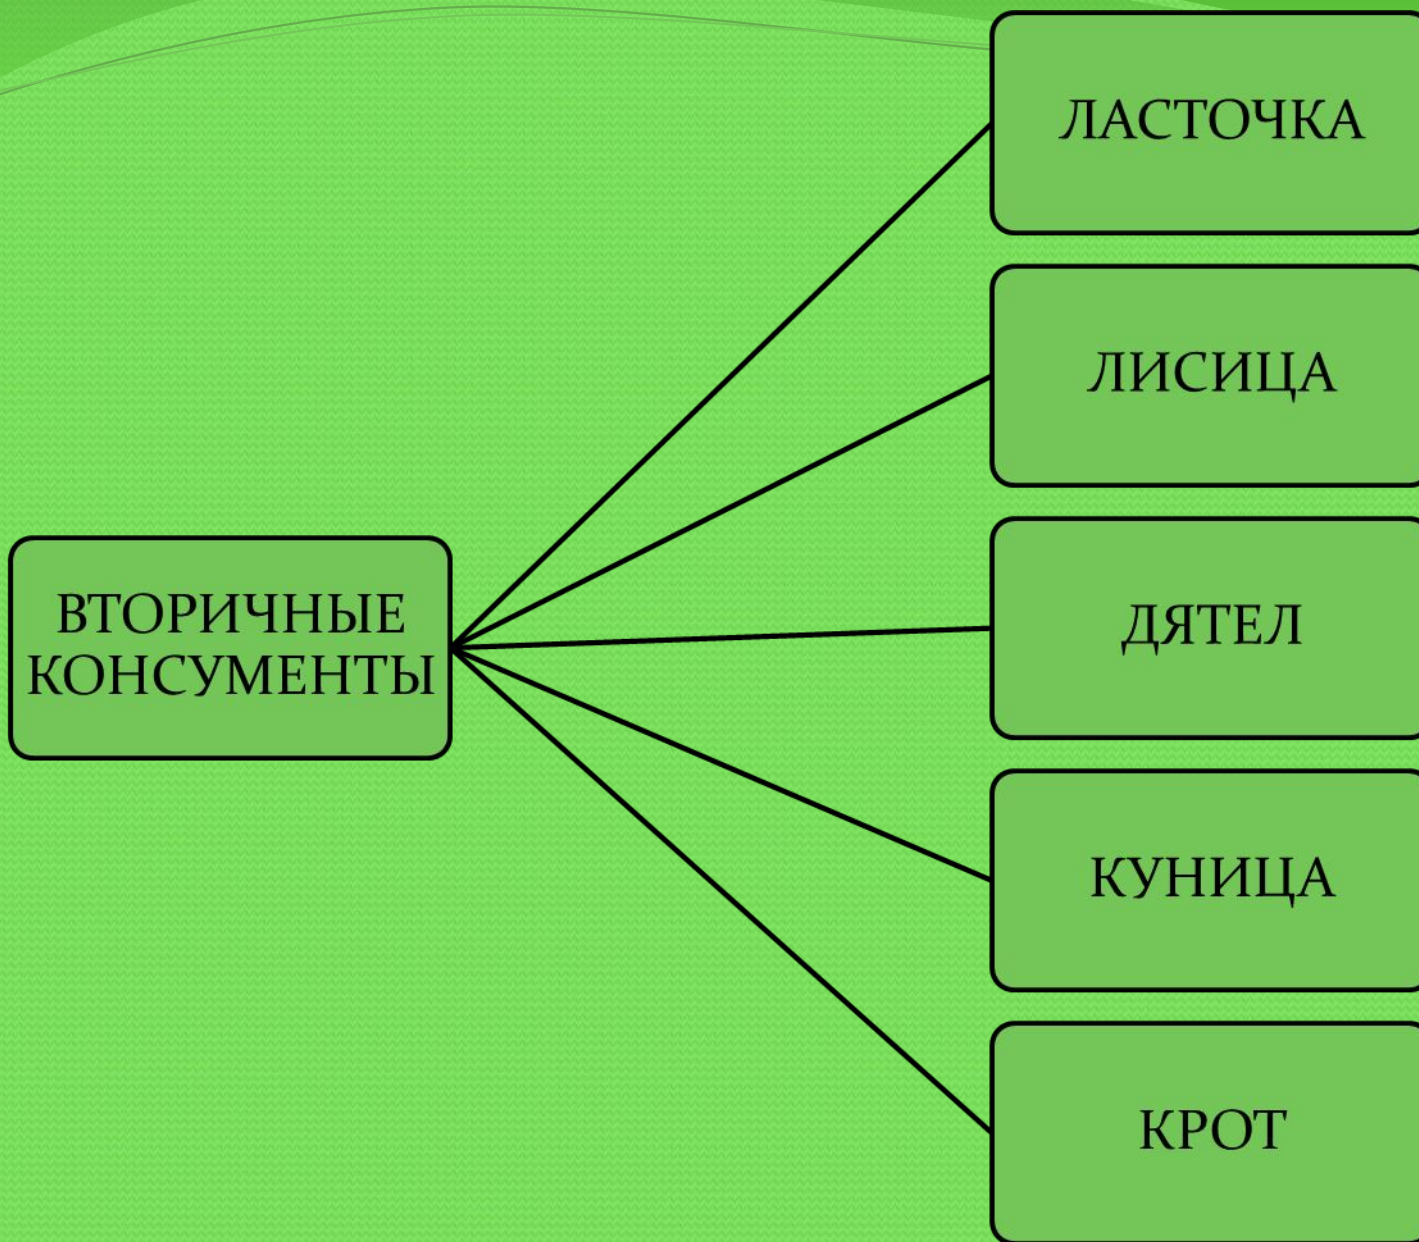 ВТОРИЧНЫЕ
КОНСУМЕНТЫ
ЛАСТОЧКА
ЛИСИЦА
ДЯТЕЛ
КУНИЦА
КРОТ